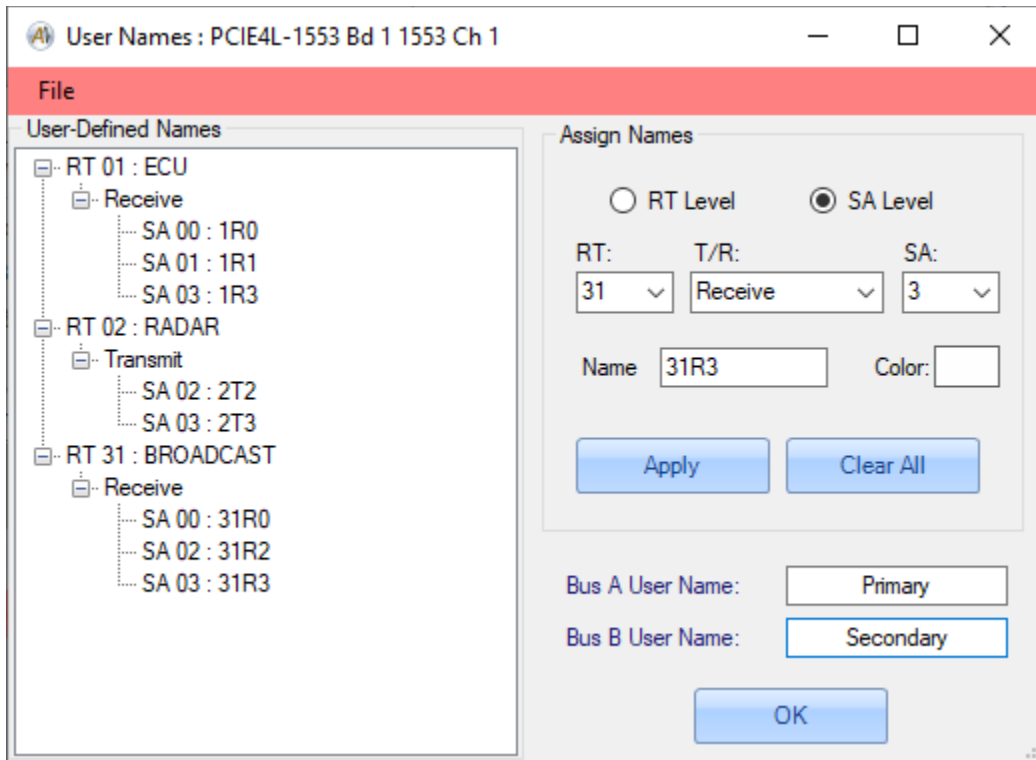 User Names : PCIE4L-1553 Bd 1 1553 Ch 1
File
User-Defined Names
RT 01 : ECU
Receive
SA 00 : 1R0
SA 01 : 1R1
SA 03 : 1R3
RT 02 : RADAR
Transmit
SA 02 : 2T2
SA 03 : 2T3
RT 31 : BROADCAST
Receive
SA 00 : 31R0
SA 02 : 31R2
SA 03 : 31R3
Assign Names
RT Level SA Level
RT: T/R: SA:
31 Receive 3
Name 31R3 Color:
Apply Clear All
Bus A User Name: Primary
Bus B User Name: Secondary
OK